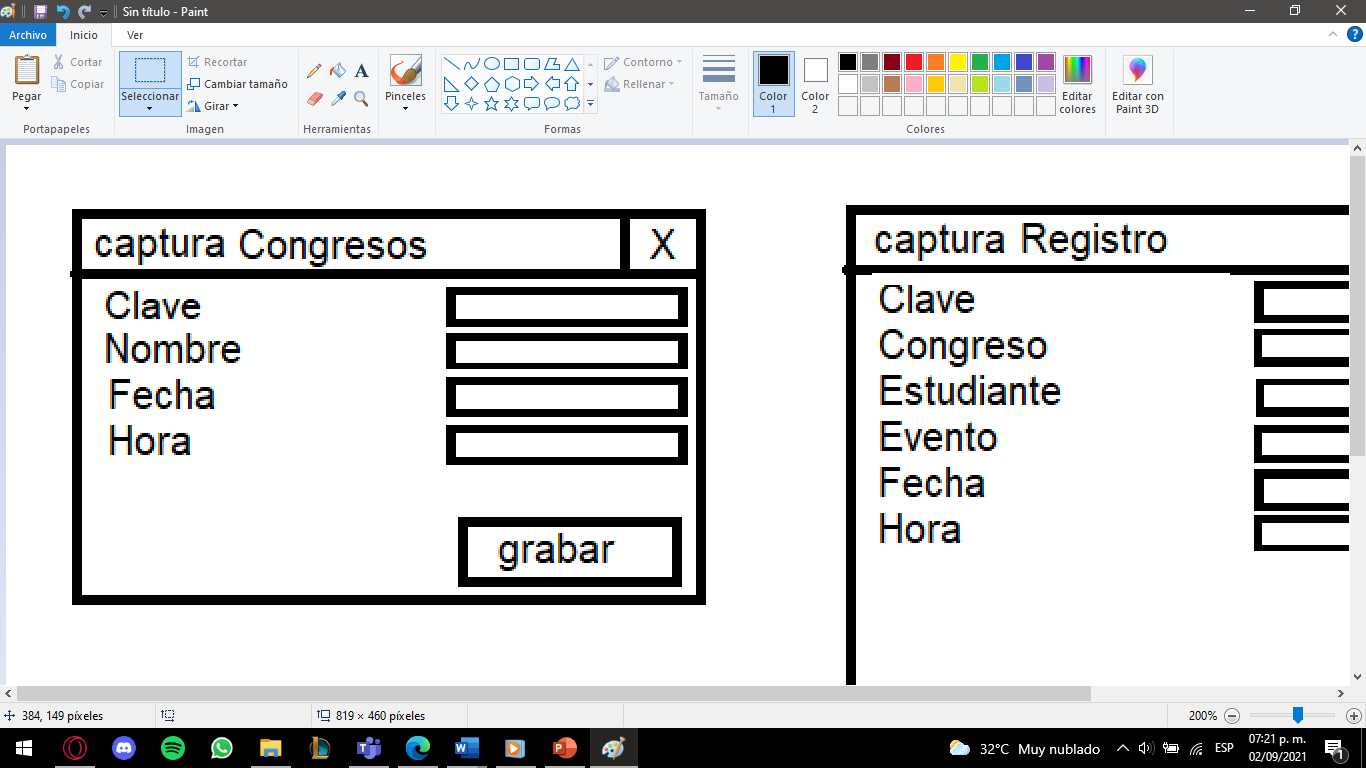 Sin título - Paint
Archivo Inicio Ver
Pegar
Cortar
Copiar
Portapapeles
Seleccionar
Recortar
Cambiar tamaño
Girar
Imagen
A
Herramientas
Pinceles
Contorno
Rellenar
Formas
Tamaño
Color
1
Color
2
Editar
colores
Colores
Editar con
Paint 3D
captura Congresos X
Clave
Nombre
Fecha
Hora
grabar
captura Registro
Clave
Congreso
Estudiante
Evento
Fecha
Hora
384, 149 píxeles 819 × 460 píxeles 200%
32°C Muy nublado ESP 07:21 p. m.
02/09/2021 1